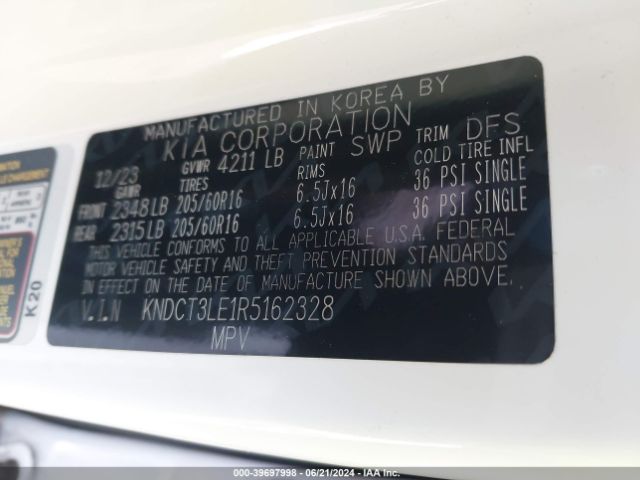 MANUFACTURED IN KOREA BY
KIA CORPORATION
12/23 GVWR 4211 LB PAINT SWP TRIM DFS
GAWR TIRES RIMS COLD TIRE INFL
FRONT 2348 LB 205/60R16 6.5Jx16 36 PSI SINGLE
REAR 2315 LB 205/60R16 6.5Jx16 36 PSI SINGLE
THIS VEHICLE CONFORMS TO ALL APPLICABLE U.S.A. FEDERAL
MOTOR VEHICLE SAFETY AND THEFT PREVENTION STANDARDS
IN EFFECT ON THE DATE OF MANUFACTURE SHOWN ABOVE.
V.I.N KNDCT3LE1R5162328
MPV
K20
000-39697998 06/21/2024 - IAA Inc.